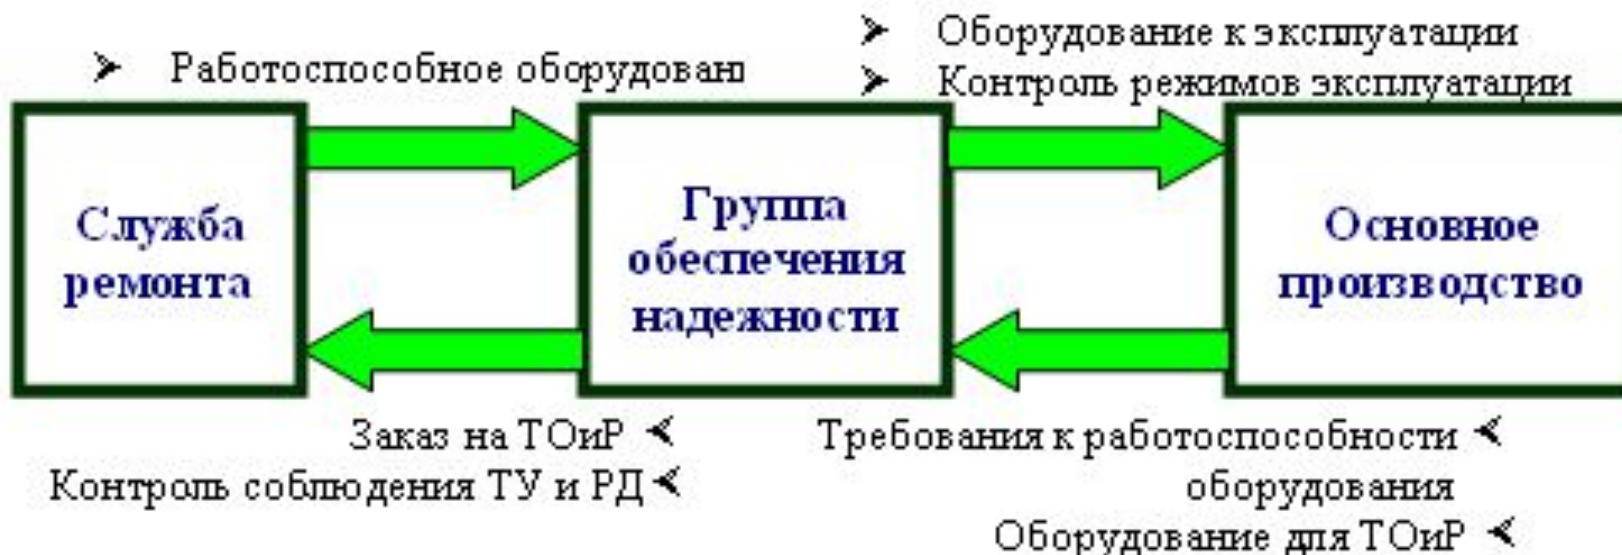 Оборудование к эксплуатации
Работоспособное оборудовані
Контроль режимов эксплуатации
Служба
ремонта
Группа
обеспечения
надежности
Основное
производство
Заказ на ТОиР
Контроль соблюдения ТУ и РД
Требования к работоспособности
оборудования
Оборудование для ТОиР